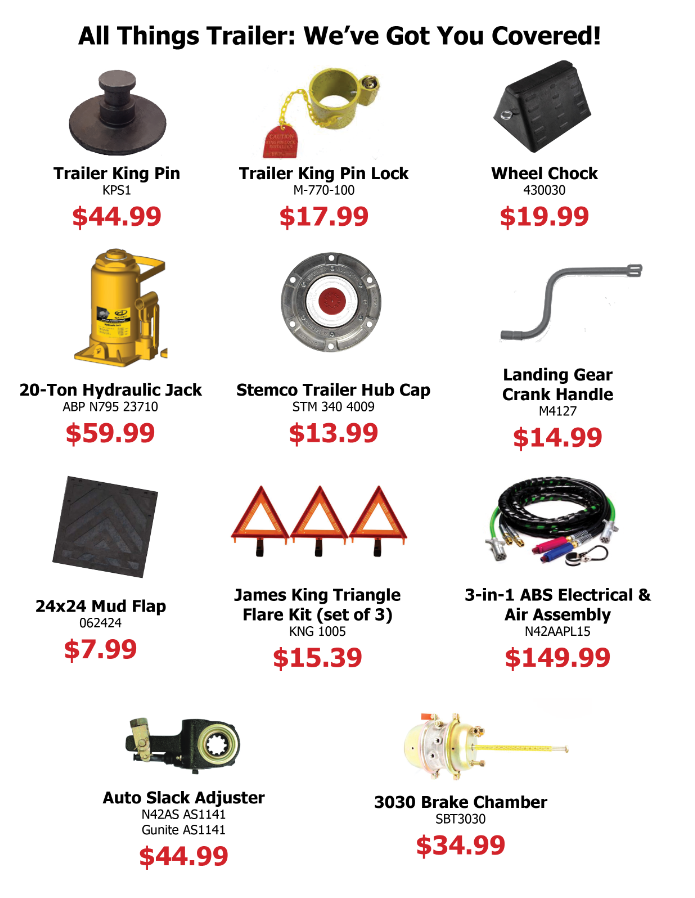 All Things Trailer: We’ve Got You Covered!
Trailer King Pin
KPS1
$44.99
Trailer King Pin Lock
M-770-100
$17.99
Wheel Chock
430030
$19.99
20-Ton Hydraulic Jack
ABP N795 23710
$59.99
Stemco Trailer Hub Cap
STM 340 4009
$13.99
Landing Gear
Crank Handle
M4127
$14.99
24x24 Mud Flap
062424
$7.99
James King Triangle
Flare Kit (set of 3)
KNG 1005
$15.39
3-in-1 ABS Electrical &
Air Assembly
N42AAPL15
$149.99
Auto Slack Adjuster
N42AS AS1141
Gunite AS1141
$44.99
3030 Brake Chamber
SBT3030
$34.99